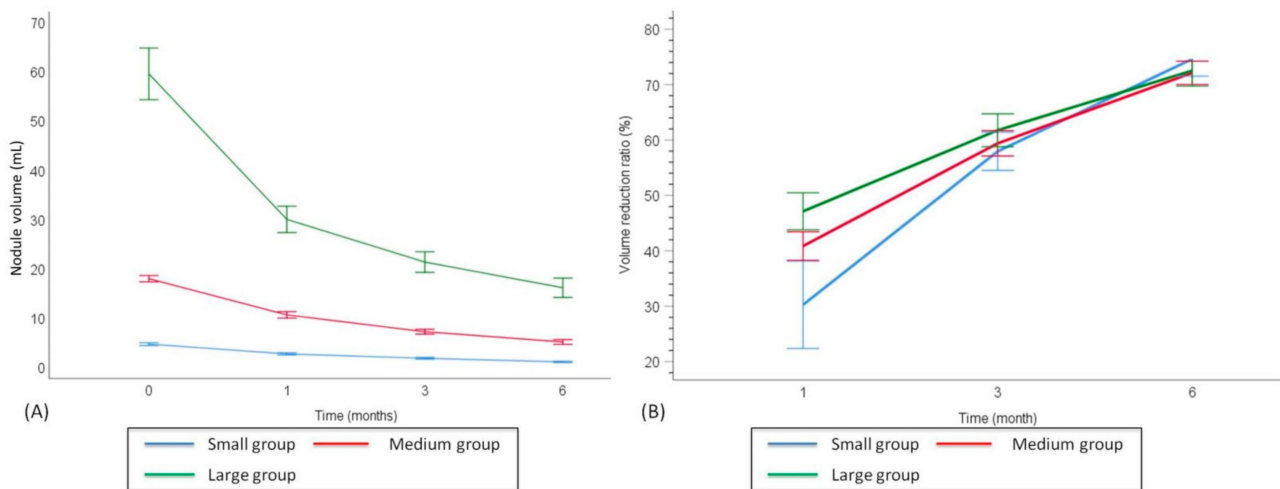 70
60
50
40
30
20
10
0
Nodule volume (mL)
0 1 3 6
(A)
Time (months)
Small group Medium group
Large group
80
70
60
50
40
30
20
Volume reduction ratio (%)
1 3 6
(B)
Time (month)
Small group Medium group
Large group